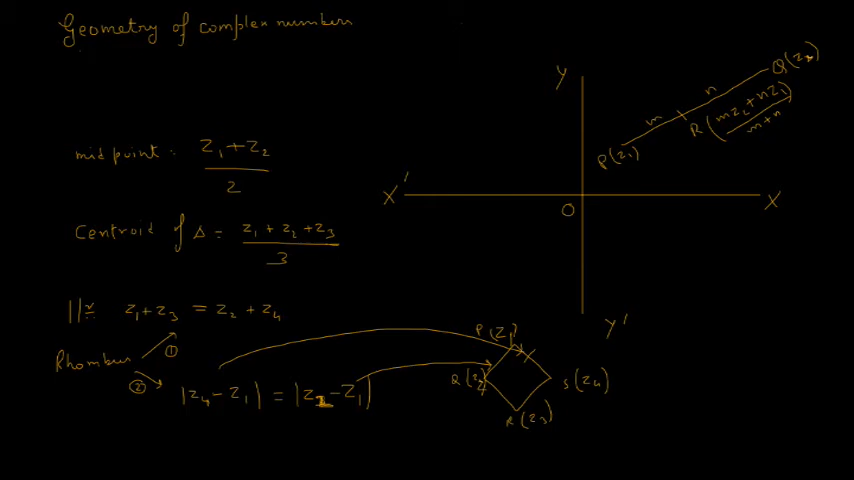 Geometry of complex numbers
mid point : (z₁ + z₂)/2
Centroid of Δ = (z₁ + z₂ + z₃)/3
||gm z₁ + z₃ = z₂ + z₄
Rhombus
①
② |z₄ - z₁| = |z₂ - z₁|
Y
Q(z₂)
n
m
R((mz₂ + nz₁)/(m+n))
P(z₁)
X'
O
X
Y'
P(z₁)
Q(z₂)
S(z₄)
R(z₃)